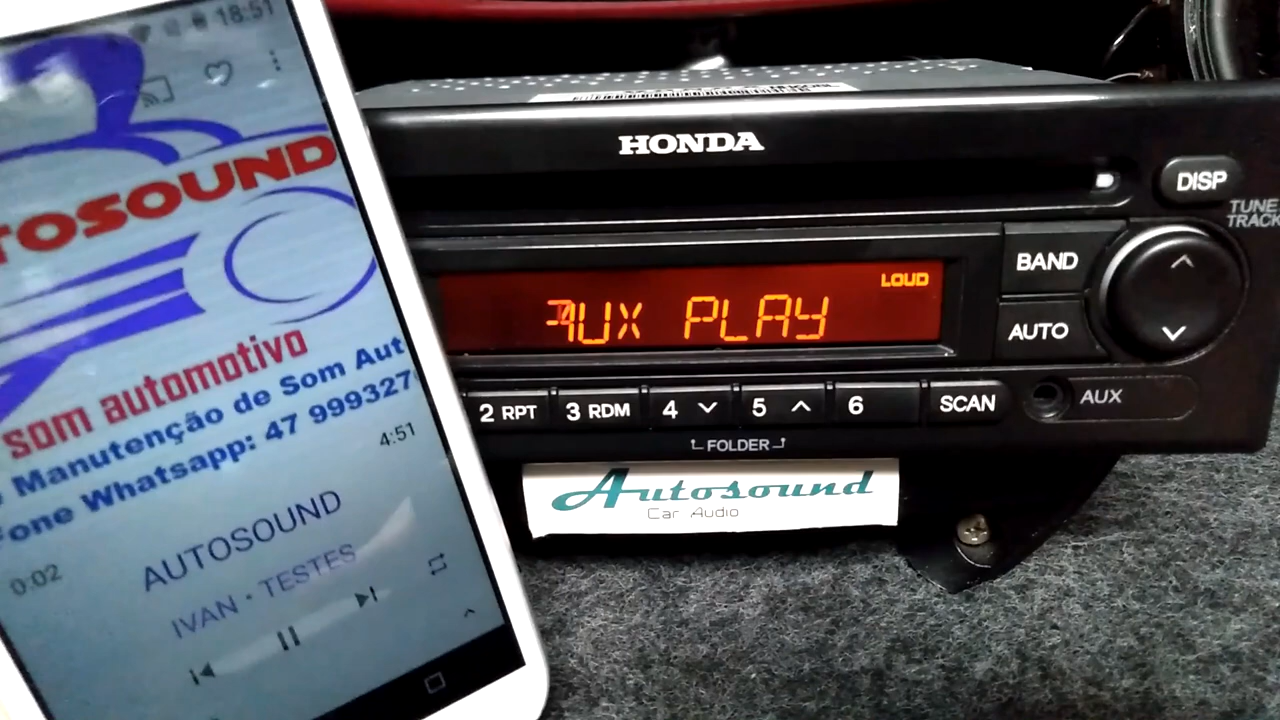 18:51
TOSOUND
som automotivo
Manutenção de Som Aut
fone Whatsapp: 47 999327
4:51
0:02
AUTOSOUND
IVAN • TESTES
HONDA
DISP
TUNE
TRACK
LOUD
AUX PLAY
BAND
AUTO
2 RPT
3 RDM
4
5
6
SCAN
AUX
FOLDER
Autosound
Car Audio